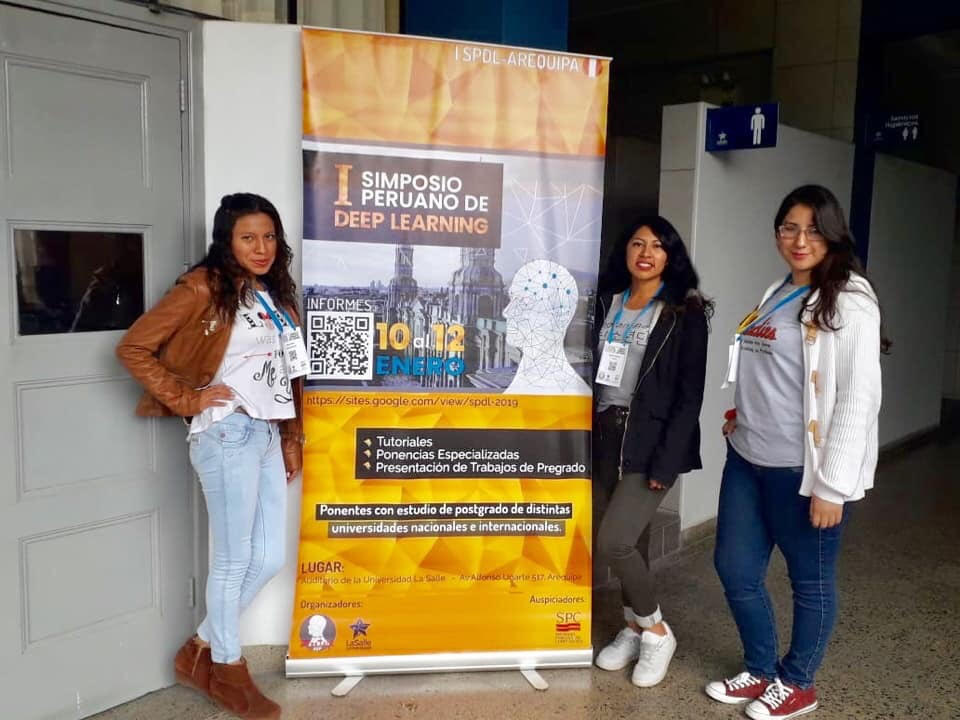 I SPDL-AREQUIPA
I SIMPOSIO
PERUANO DE
DEEP LEARNING
INFORMES:
10 al 12
ENERO
https://sites.google.com/view/spdl-2019
Tutoriales
Ponencias Especializadas
Presentación de Trabajos de Pregrado
Ponentes con estudio de postgrado de distintas
universidades nacionales e internacionales.
LUGAR:
Auditorio de la Universidad La Salle - Av Alfonso Ugarte 517, Arequipa
Organizadores:
Auspiciadores:
LaSalle
SPC